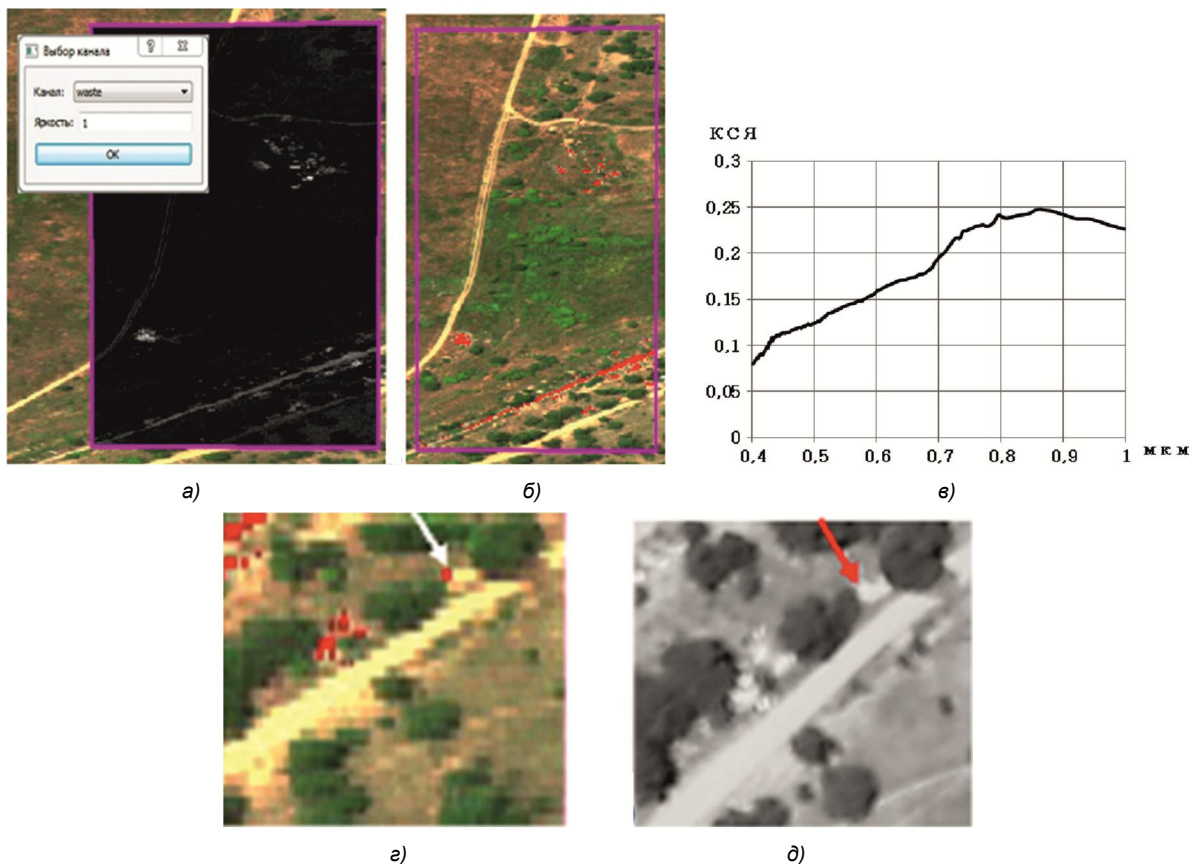 Выбор канала
Канал: waste
Яркость: 1
OK
а)
б)
КСЯ
0,3
0,25
0,2
0,15
0,1
0,05
0
0,4 0,5 0,6 0,7 0,8 0,9 1 мкм
в)
г)
д)